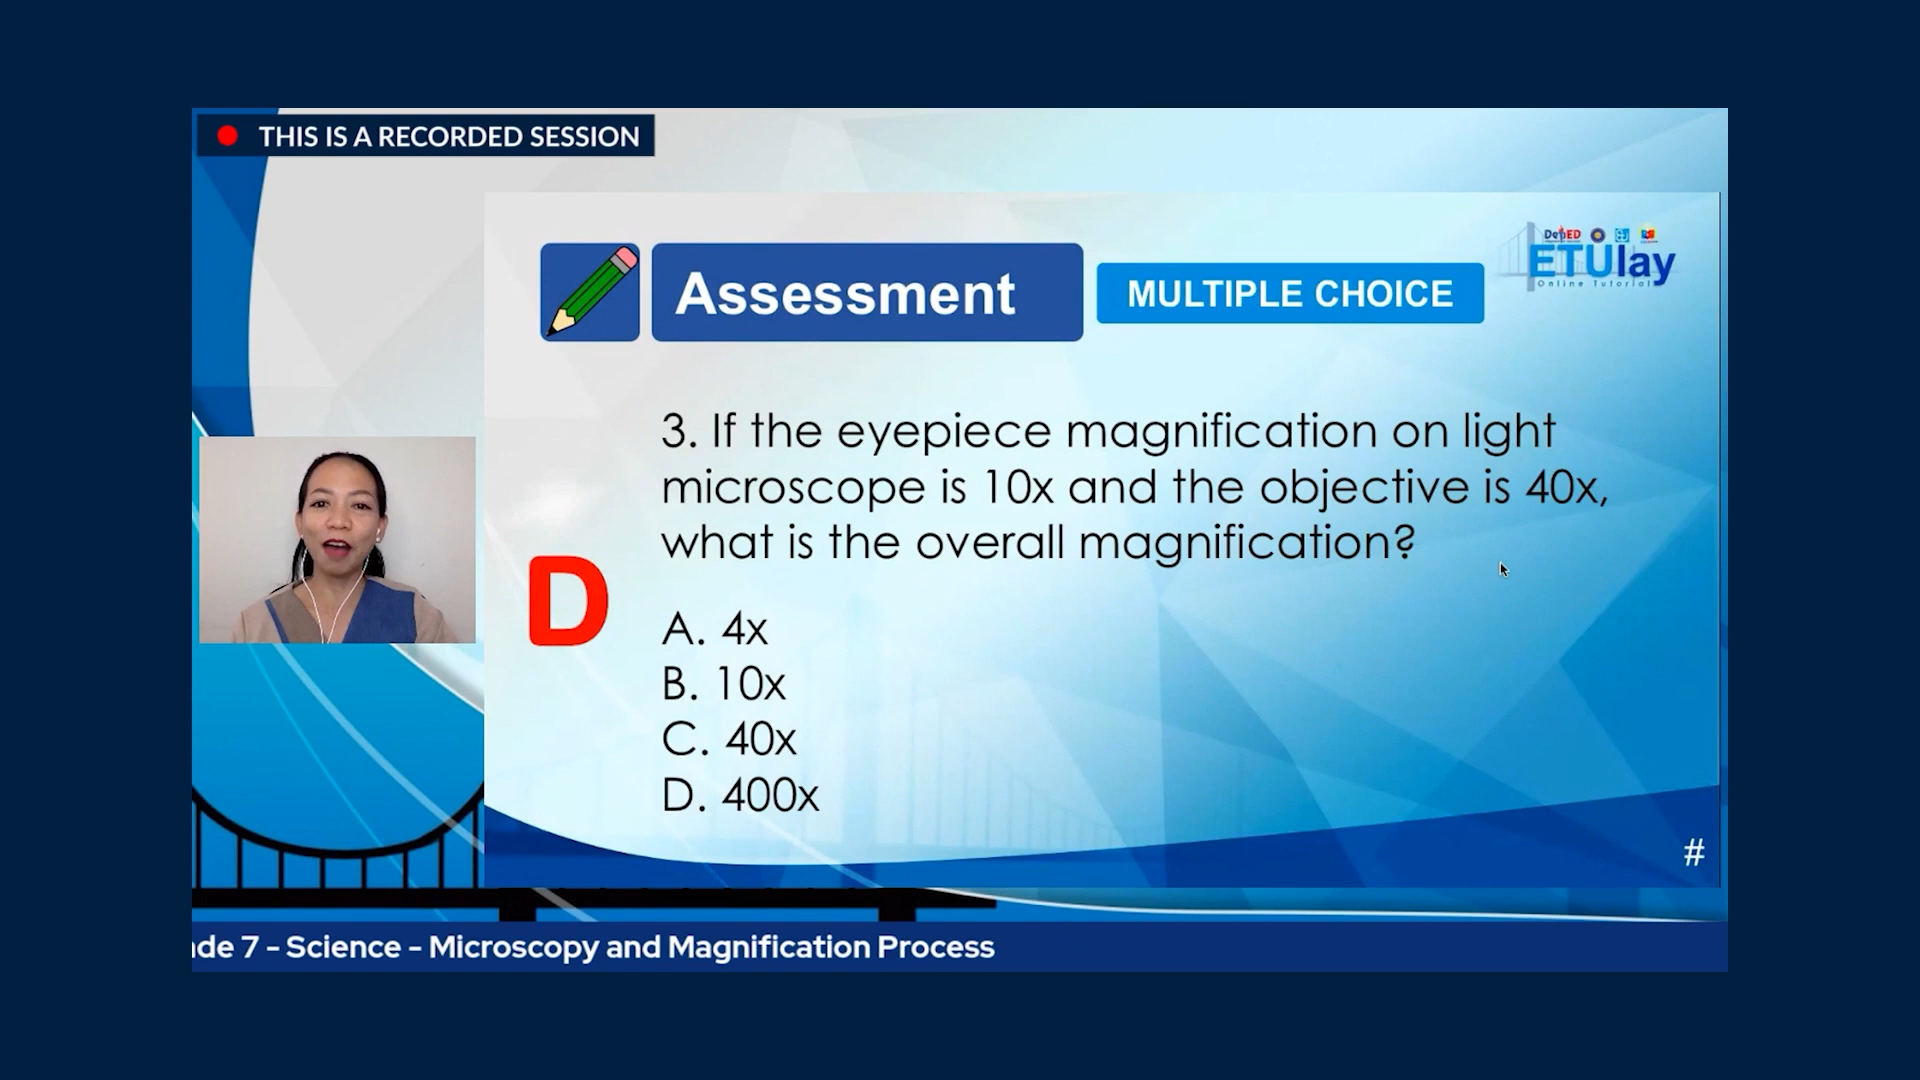 THIS IS A RECORDED SESSION
Assessment
MULTIPLE CHOICE
DepED
ETUlay
Online Tutorial
3. If the eyepiece magnification on light
microscope is 10x and the objective is 40x,
what is the overall magnification?
D
A. 4x
B. 10x
C. 40x
D. 400x
#
de 7 - Science - Microscopy and Magnification Process